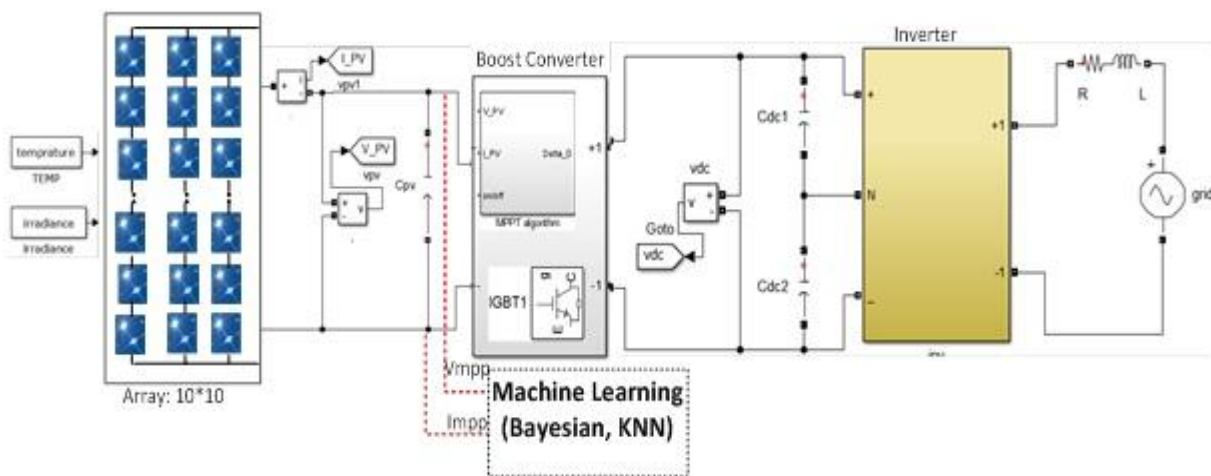 temprature
TEMP
Irradiance
Irradiance
Array: 10*10
I_PV
vpv1
V_PV
vpv
+
-
v
Cpv
Boost Converter
V_PV
I_PV
Delta_D
MPPT algorithm
IGBT1
g
C
E
+1
-1
Vmpp
Impp
Machine Learning
(Bayesian, KNN)
vdc
v
+
-
Goto
vdc
Cdc1
Cdc2
Inverter
+
N
-
+1
-1
R
L
+
grid